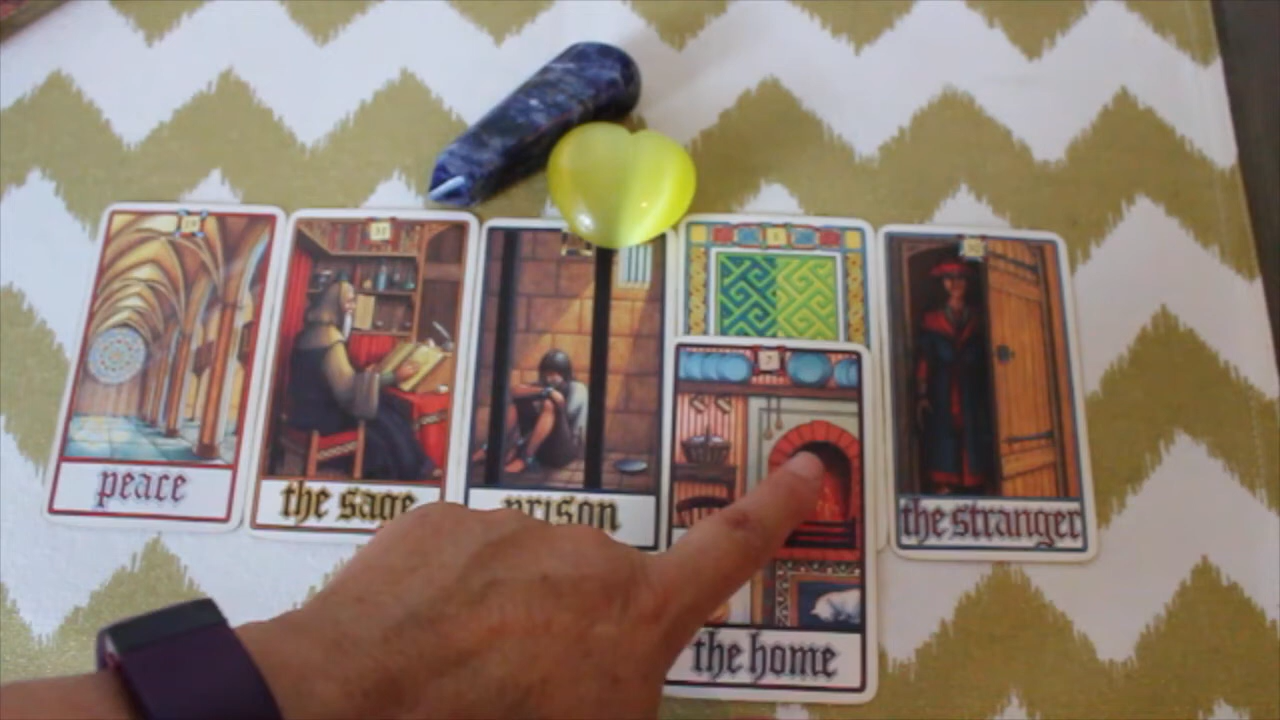 peace
the sage
prison
the home
the stranger